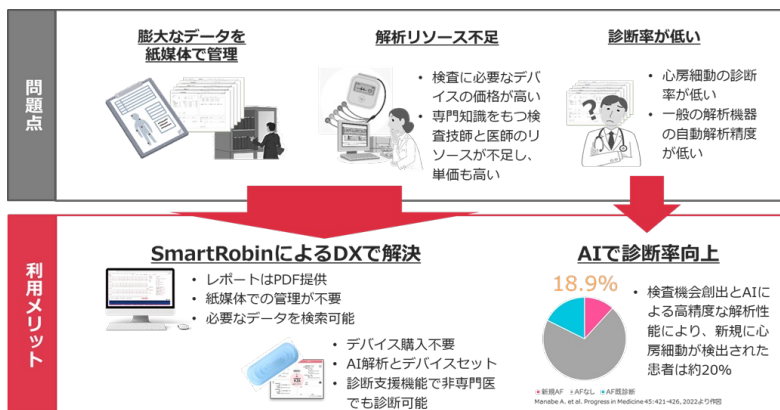 問題点
膨大なデータを
紙媒体で管理
解析リソース不足
• 検査に必要なデバ
イスの価格が高い
• 専門知識をもつ検
査技師と医師のリ
ソースが不足し、
単価も高い
診断率が低い
• 心房細動の診断
率が低い
• 一般の解析機器
の自動解析精度
が低い
?
利用メリット
SmartRobinによるDXで解決
• レポートはPDF提供
• 紙媒体での管理が不要
• 必要なデータを検索可能
• デバイス購入不要
• AI解析とデバイスセット
• 診断支援機能で非専門医
でも診断可能
AIで診断率向上
18.9%
• 検査機会創出とAIに
よる高精度な解析性
能により、新規に心
房細動が検出された
患者は約20%
新規AF AFなし AF既診断
Manabe A. et al. Progress in Medicine 45:421-426, 2022より作図